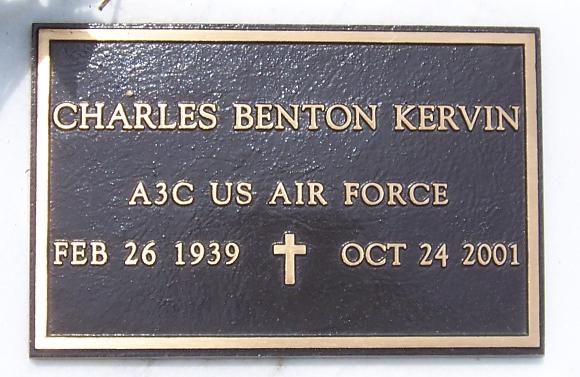 CHARLES BENTON KERVIN
A3C US AIR FORCE
FEB 26 1939 OCT 24 2001